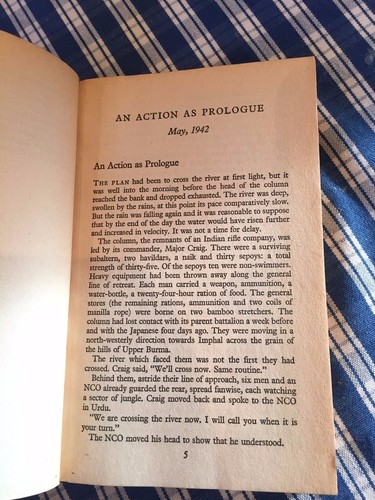 AN ACTION AS PROLOGUE
May, 1942
An Action as Prologue
THE PLAN had been to cross the river at first light, but it
was well into the morning before the head of the column
reached the bank and dropped exhausted. The river was deep,
swollen by the rains, at this point its pace comparatively slow.
But the rain was falling again and it was reasonable to suppose
that by the end of the day the water would have risen further
and increased in velocity. It was not a time for delay.
The column, the remnants of an Indian rifle company, was
led by its commander, Major Craig. There were a surviving
subaltern, two havildars, a naik and thirty sepoys: a total
strength of thirty-five. Of the sepoys ten were non-swimmers.
Heavy equipment had been thrown away along the general
line of retreat. Each man carried a weapon, ammunition, a
water-bottle, a twenty-four-hour ration of food. The general
stores (the remaining rations, ammunition and two coils of
manilla rope) were borne on two bamboo stretchers. The
column had lost contact with its parent battalion a week before
and with the Japanese four days ago. They were moving in a
north-westerly direction towards Imphal across the grain of
the hills of Upper Burma.
The river which faced them was not the first they had
crossed. Craig said, "We'll cross now. Same routine."
Behind them, astride their line of approach, six men and an
NCO already guarded the rear, spread fanwise, each watching
a sector of jungle. Craig moved back and spoke to the NCO
in Urdu.
"We are crossing the river now. I will call you when it is
your turn."
The NCO moved his head to show that he understood.
5